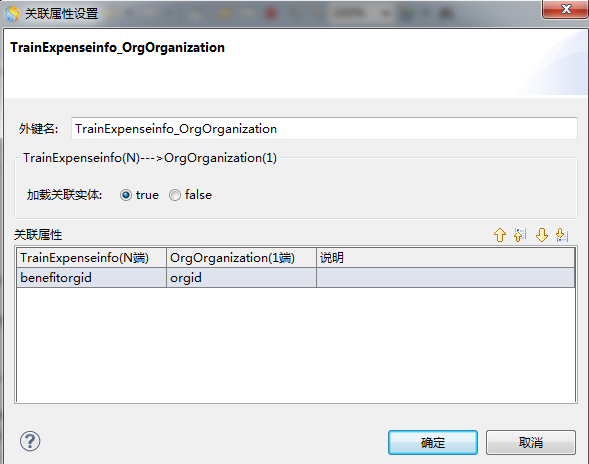 关联属性设置
TrainExpenseinfo_OrgOrganization
外键名: TrainExpenseinfo_OrgOrganization
TrainExpenseinfo(N)--->OrgOrganization(1)
加载关联实体: true false
关联属性
TrainExpenseinfo(N端) OrgOrganization(1端) 说明
benefitorgid orgid
确定 取消